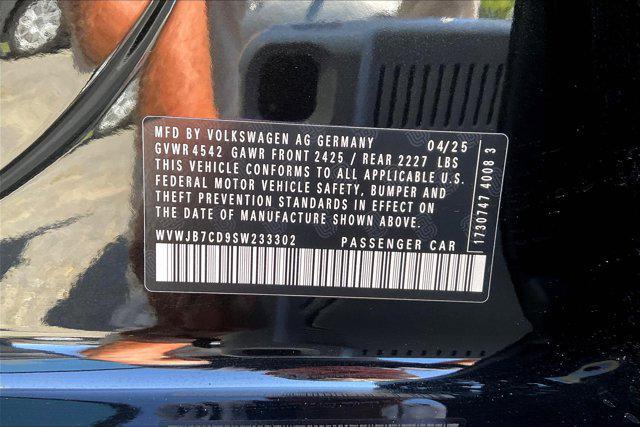 MFD BY VOLKSWAGEN AG GERMANY 04/25
GVWR 4542 GAWR FRONT 2425 / REAR 2227 LBS
THIS VEHICLE CONFORMS TO ALL APPLICABLE U.S.
FEDERAL MOTOR VEHICLE SAFETY, BUMPER AND
THEFT PREVENTION STANDARDS IN EFFECT ON
THE DATE OF MANUFACTURE SHOWN ABOVE.
WVWJB7CD9SW233302 PASSENGER CAR
1730747 4008 3